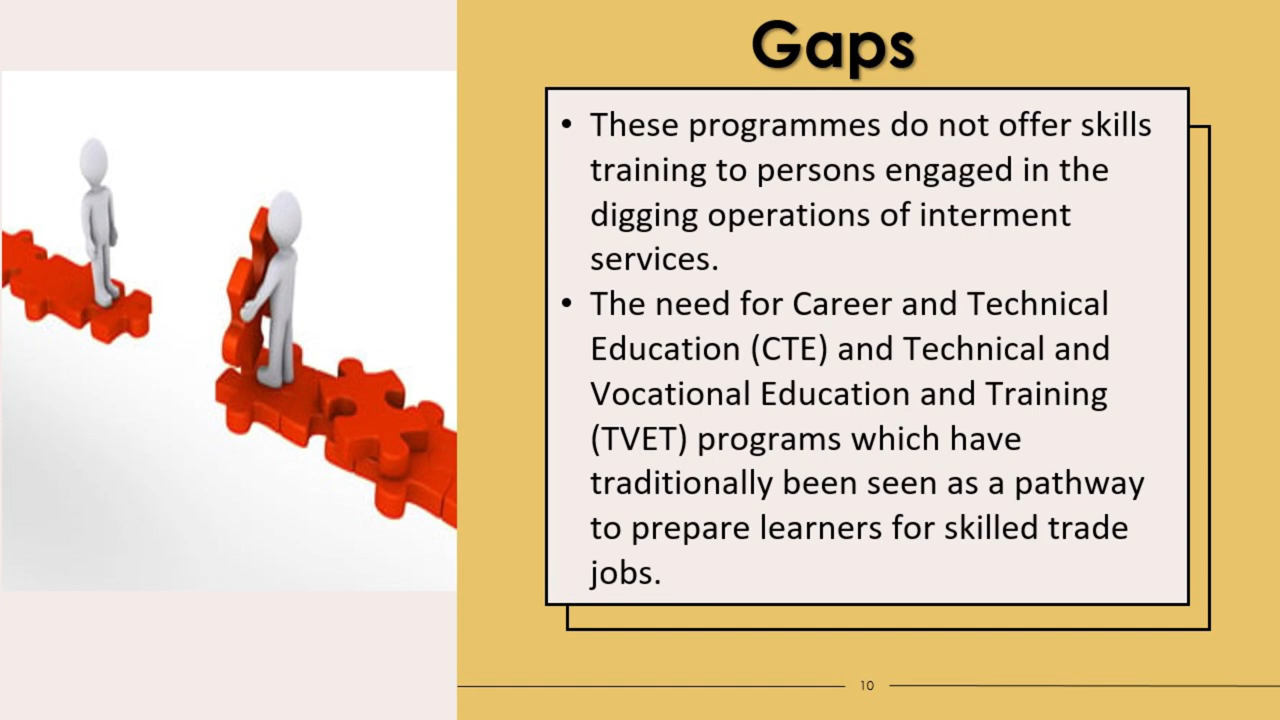 Gaps
• These programmes do not offer skills
training to persons engaged in the
digging operations of interment
services.
• The need for Career and Technical
Education (CTE) and Technical and
Vocational Education and Training
(TVET) programs which have
traditionally been seen as a pathway
to prepare learners for skilled trade
jobs.
10